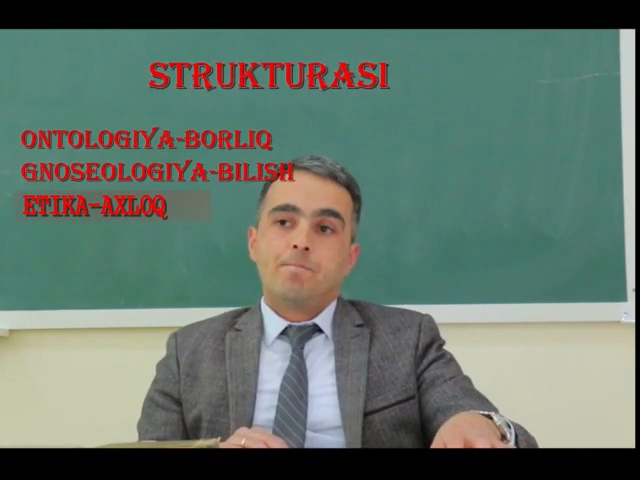 STRUKTURASI
ONTOLOGIYA-BORLIQ
GNOSEOLOGIYA-BILISH
ETIKA-AXLOQ